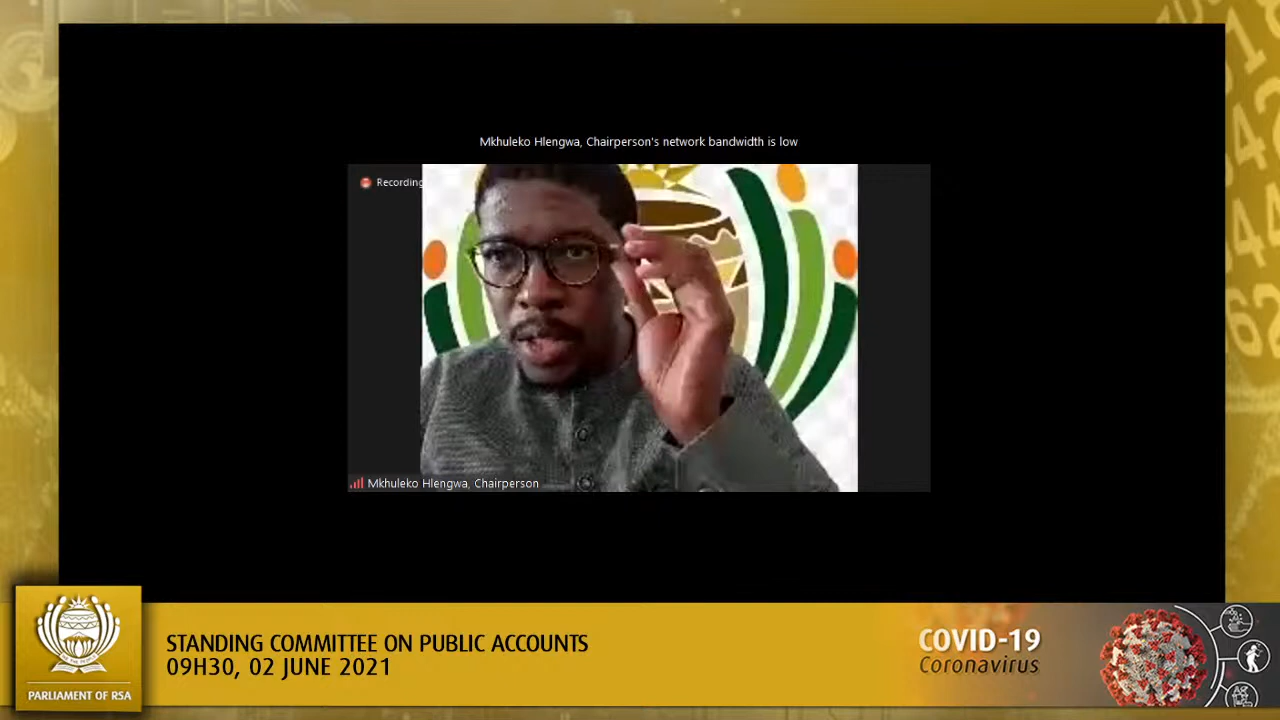 Mkhuleko Hlengwa, Chairperson's network bandwidth is low
Recording
Mkhuleko Hlengwa, Chairperson
STANDING COMMITTEE ON PUBLIC ACCOUNTS
09H30, 02 JUNE 2021
PARLIAMENT OF RSA
COVID-19
Coronavirus